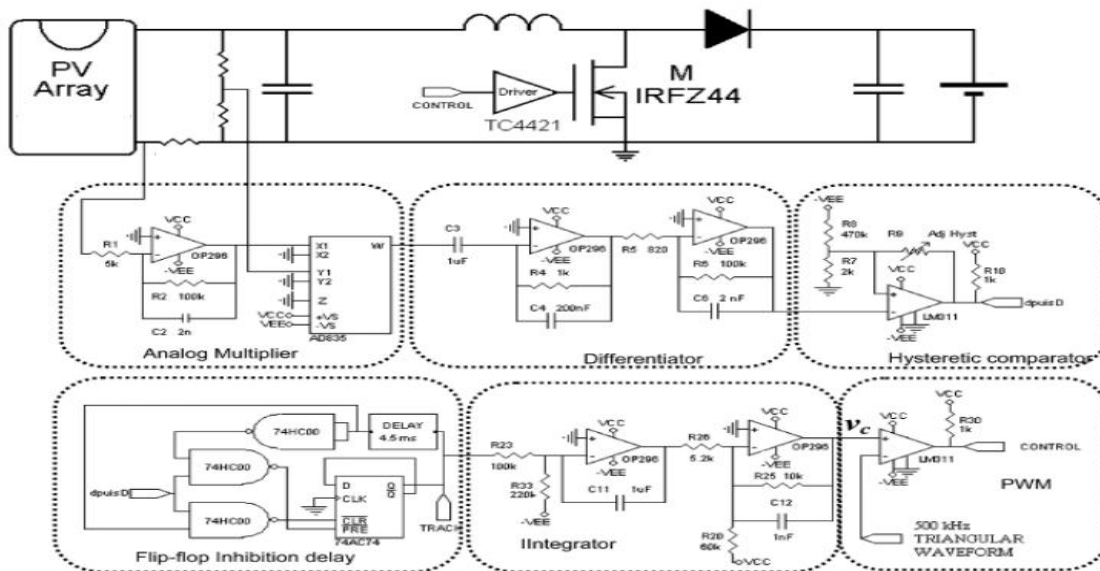 PV
Array
CONTROL
Driver
TC4421
M
IRFZ44
R1
5k
VCC
OP296
-VEE
R2 100k
C2 2n
X1
X2
Y1
Y2
Z
+VS
-VS
W
VCC
VEE
AD835
Analog Multiplier
C3
1uF
VCC
OP296
-VEE
R4 1k
C4 200nF
R5 820
VCC
OP296
-VEE
R6 100k
C6 2 nF
Differentiator
-VEE
R8
470k
R7
2k
R9
Adj Hyst
VCC
R10
1k
VCC
LM311
-VEE
dpuisD
Hysteretic comparator
74HC00
DELAY
4.5 ms
74HC00
dpuisD
74HC00
D
CLK
CLR
PRE
Q
Q
74AC74
TRACK
Flip-flop Inhibition delay
R23
100k
R33
220k
-VEE
VCC
OP296
-VEE
C11 1uF
R26
5.2k
VCC
OP296
-VEE
R25 10k
C12
1nF
R20
60k
VCC
IIntegrator
vc
VCC
VCC
R30
1k
LM311
-VEE
CONTROL
PWM
500 kHz
TRIANGULAR
WAVEFORM